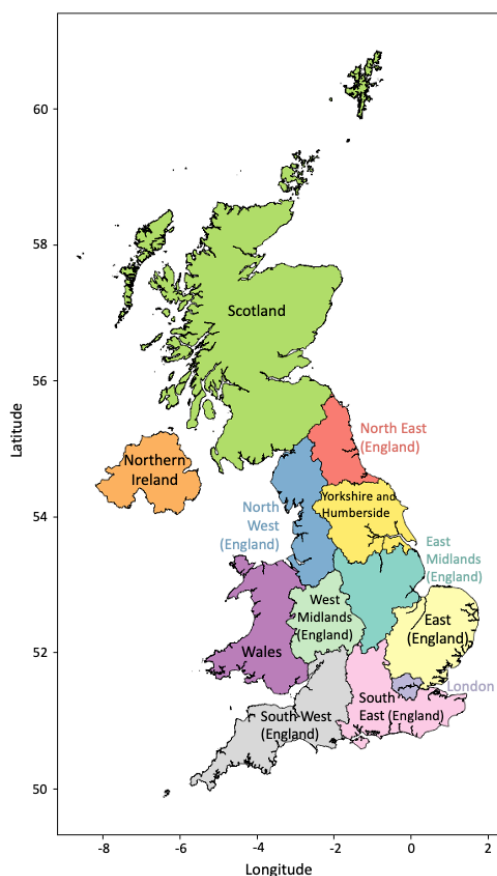 60
58
Scotland
56
Latitude
North East
(England)
Northern
Ireland
Yorkshire and
Humberside
54
North
West
(England)
East
Midlands
(England)
West
Midlands
(England)
East
(England)
Wales
52
London
South
East (England)
South West
(England)
50
-8
-6
-4
-2
0
2
Longitude